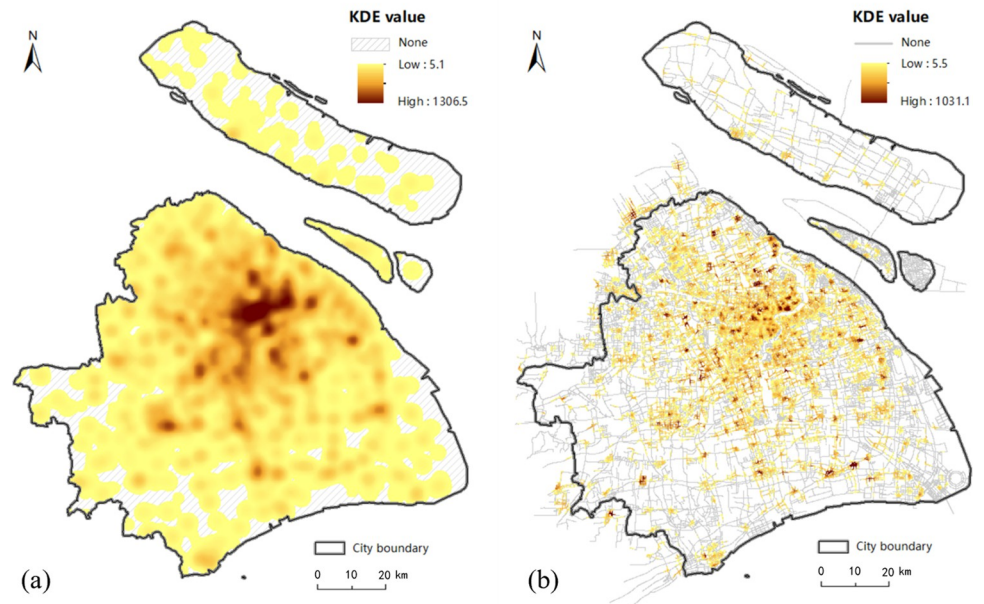 KDE value
N
None
Low : 5.1
High : 1306.5
City boundary
0 10 20 km
(a)
KDE value
N
None
Low : 5.5
High : 1031.1
City boundary
0 10 20 km
(b)